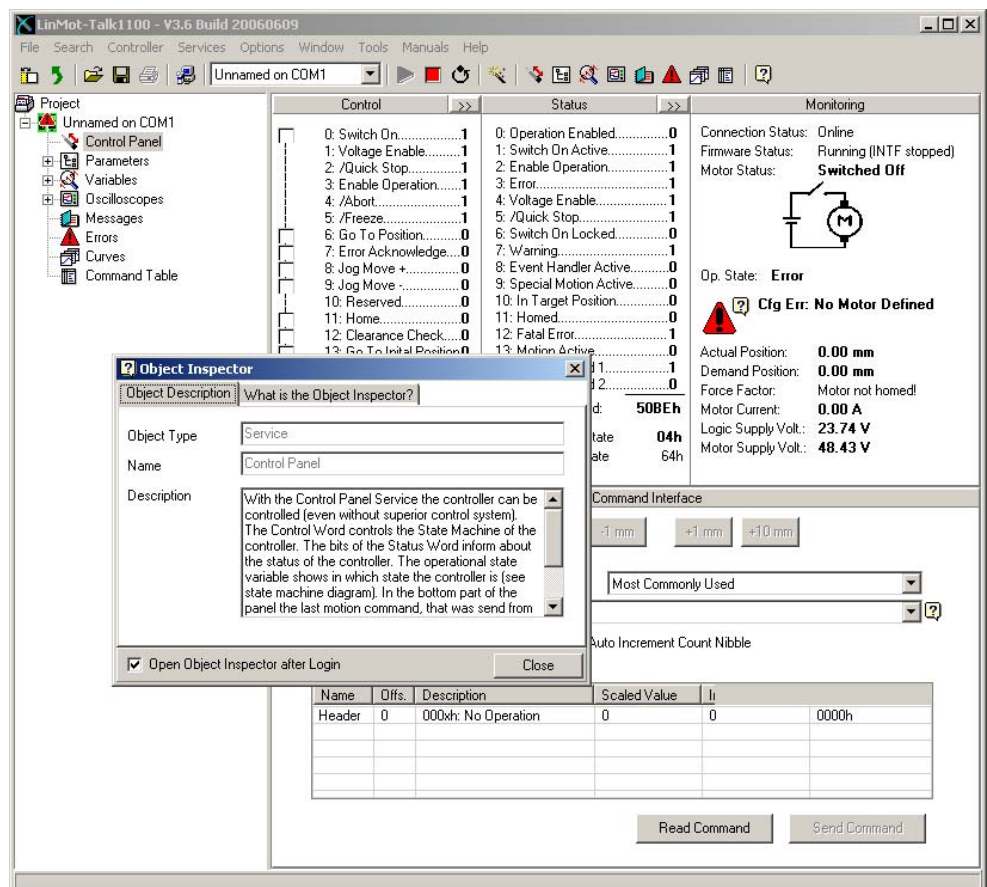 LinMot-Talk1100 - V3.6 Build 20060609
File Search Controller Services Options Window Tools Manuals Help
Unnamed on COM1
Project
Unnamed on COM1
Control Panel
Parameters
Variables
Oscilloscopes
Messages
Errors
Curves
Command Table
Control >>
0: Switch On................1
1: Voltage Enable.........1
2: /Quick Stop.............1
3: Enable Operation.......1
4: /Abort....................1
5: /Freeze..................1
6: Go To Position..........0
7: Error Acknowledge....0
8: Jog Move +..............0
9: Jog Move -...............0
10: Reserved...............0
11: Home....................0
12: Clearance Check.....0
13: Go To Inital Position0
Status >>
0: Operation Enabled.............0
1: Switch On Active...............1
2: Enable Operation...............1
3: Error..............................1
4: Voltage Enable.................1
5: /Quick Stop.....................1
6: Switch On Locked..............0
7: Warning..........................1
8: Event Handler Active..........0
9: Special Motion Active.........0
10: In Target Position.............0
11: Homed...........................0
12: Fatal Error......................1
13: Motion Active..................0
1................1
2................0
d: 50BEh
tate 04h
ate 64h
Monitoring
Connection Status: Online
Firmware Status: Running (INTF stopped)
Motor Status: Switched Off
M
Op. State: Error
Cfg Err: No Motor Defined
Actual Position: 0.00 mm
Demand Position: 0.00 mm
Force Factor: Motor not homed!
Motor Current: 0.00 A
Logic Supply Volt.: 23.74 V
Motor Supply Volt.: 48.43 V
Object Inspector
Object Description What is the Object Inspector?
Object Type Service
Name Control Panel
Description
With the Control Panel Service the controller can be
controlled (even without superior control system).
The Control Word controls the State Machine of the
controller. The bits of the Status Word inform about
the status of the controller. The operational state
variable shows in which state the controller is (see
state machine diagram). In the bottom part of the
panel the last motion command, that was send from
Open Object Inspector after Login Close
Command Interface
-1 mm +1 mm +10 mm
Most Commonly Used
Auto Increment Count Nibble
Name Offs. Description Scaled Value
Header 0 000xh: No Operation 0 0 0000h
Read Command Send Command